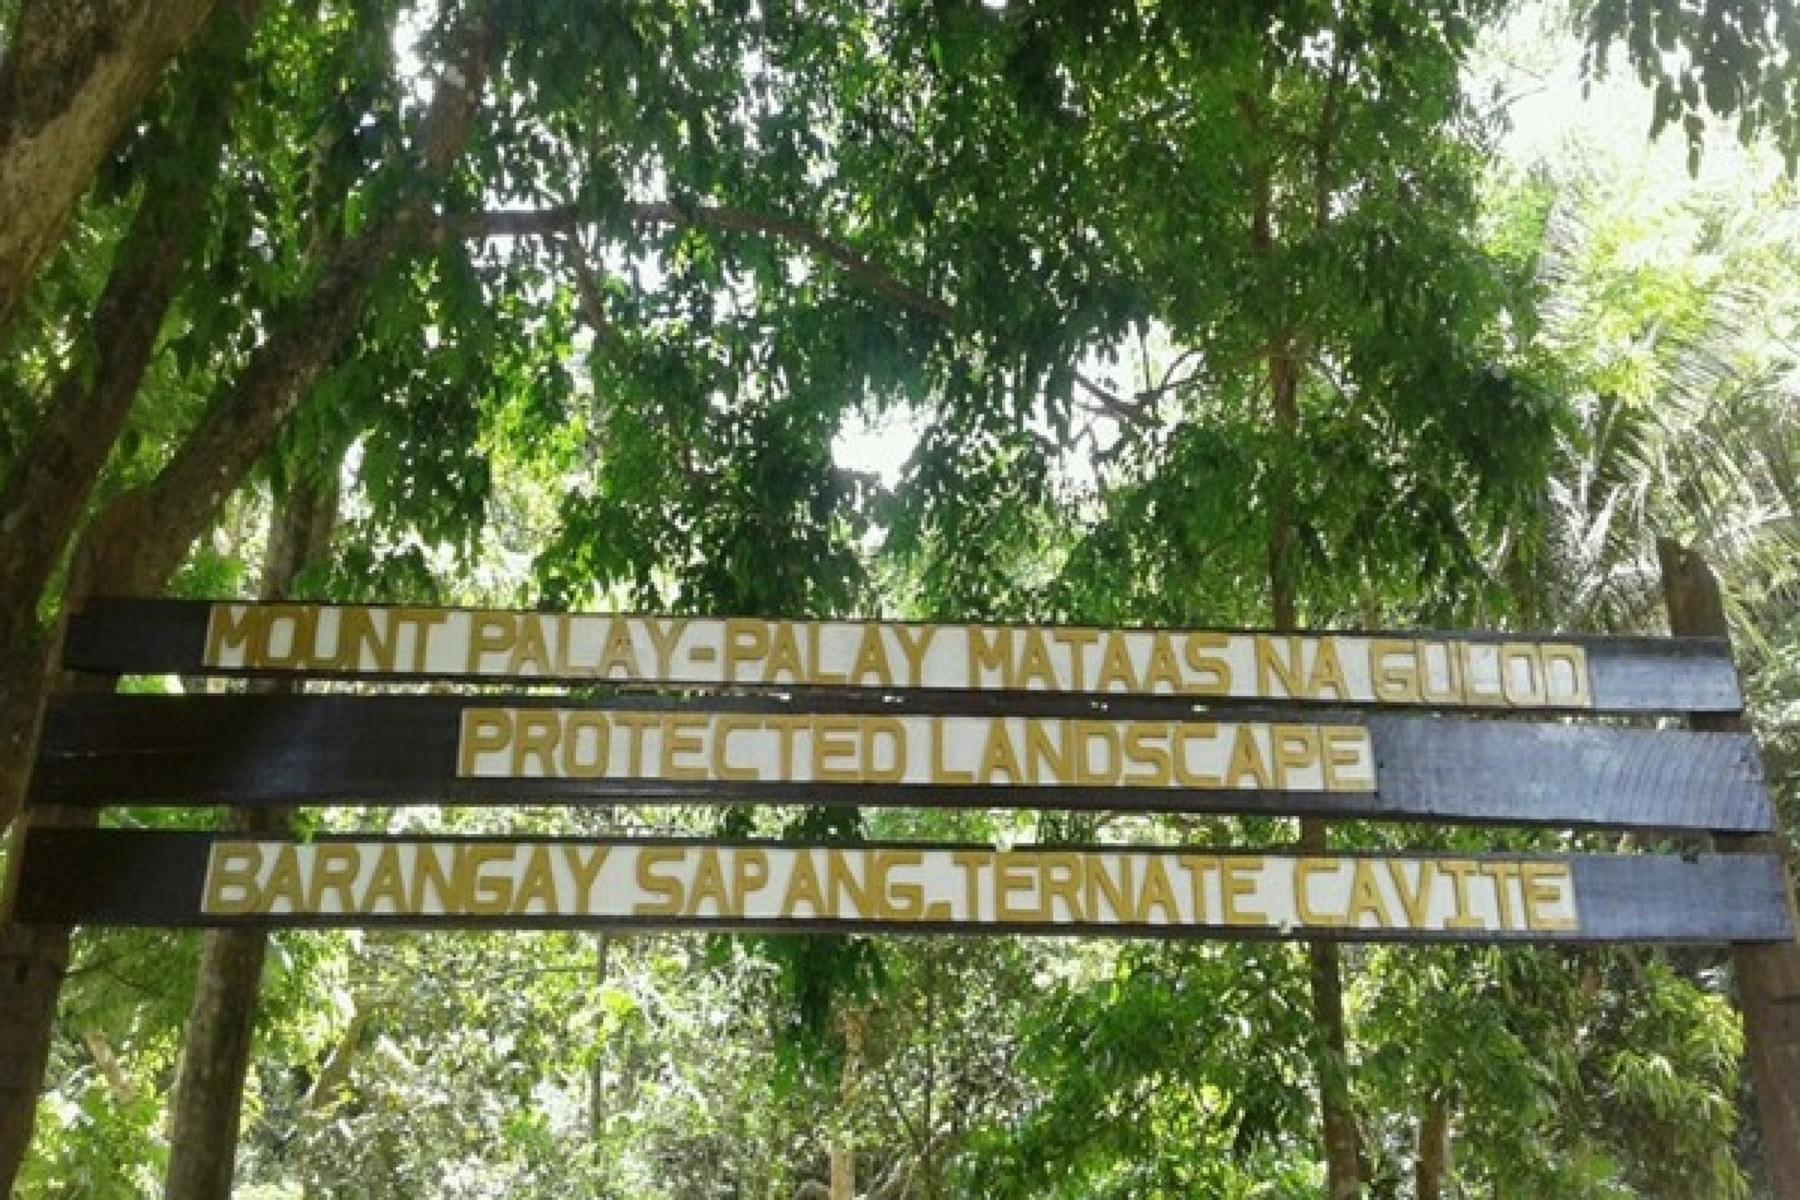 MOUNT PALAY-PALAY MATAAS NA GULOD
PROTECTED LANDSCAPE
BARANGAY SAPANG, TERNATE CAVITE